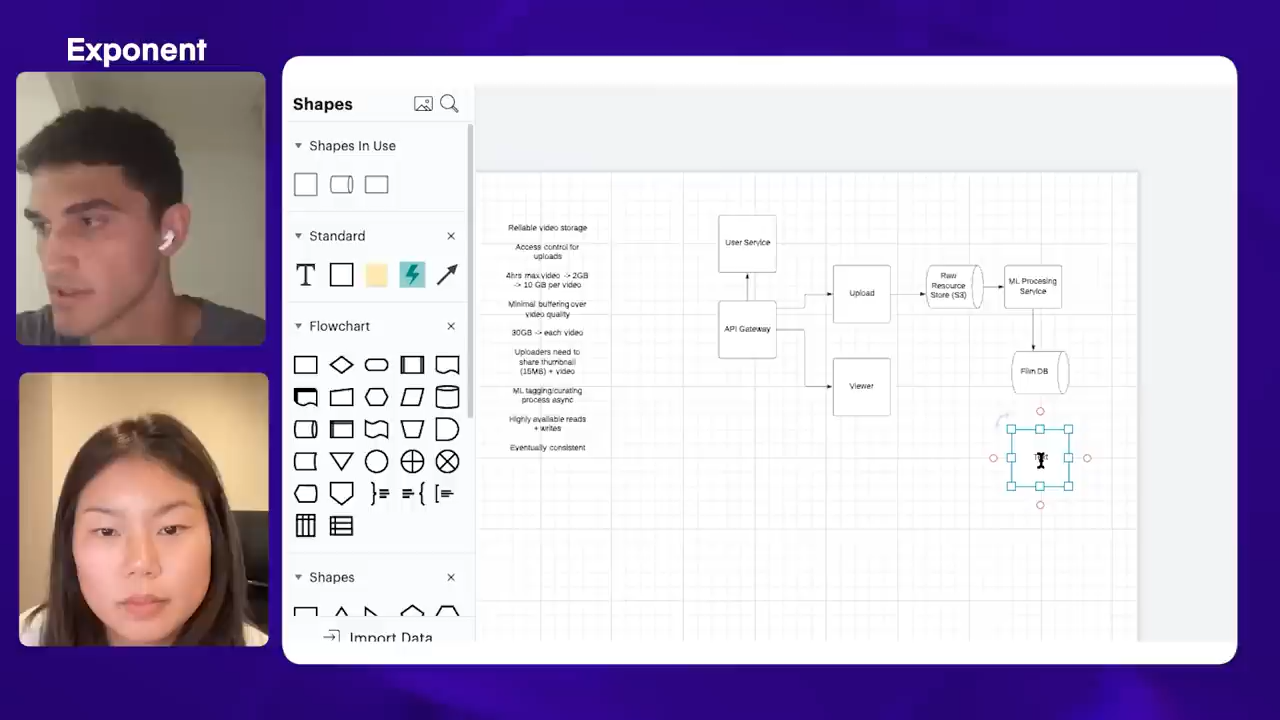 Exponent
Shapes
Shapes In Use
Standard
T
Flowchart
Shapes
Import Data
Reliable video storage
Access control for
uploads
4hrs max video -> 2GB
-> 10 GB per video
Minimal buffering over
video quality
30GB -> each video
Uploaders need to
share thumbnail
(15MB) + video
ML tagging/curating
process async
Highly available reads
+ writes
Eventually consistent
User Service
API Gateway
Upload
Viewer
Raw
Resource
Store (S3)
ML Procesing
Service
Film DB